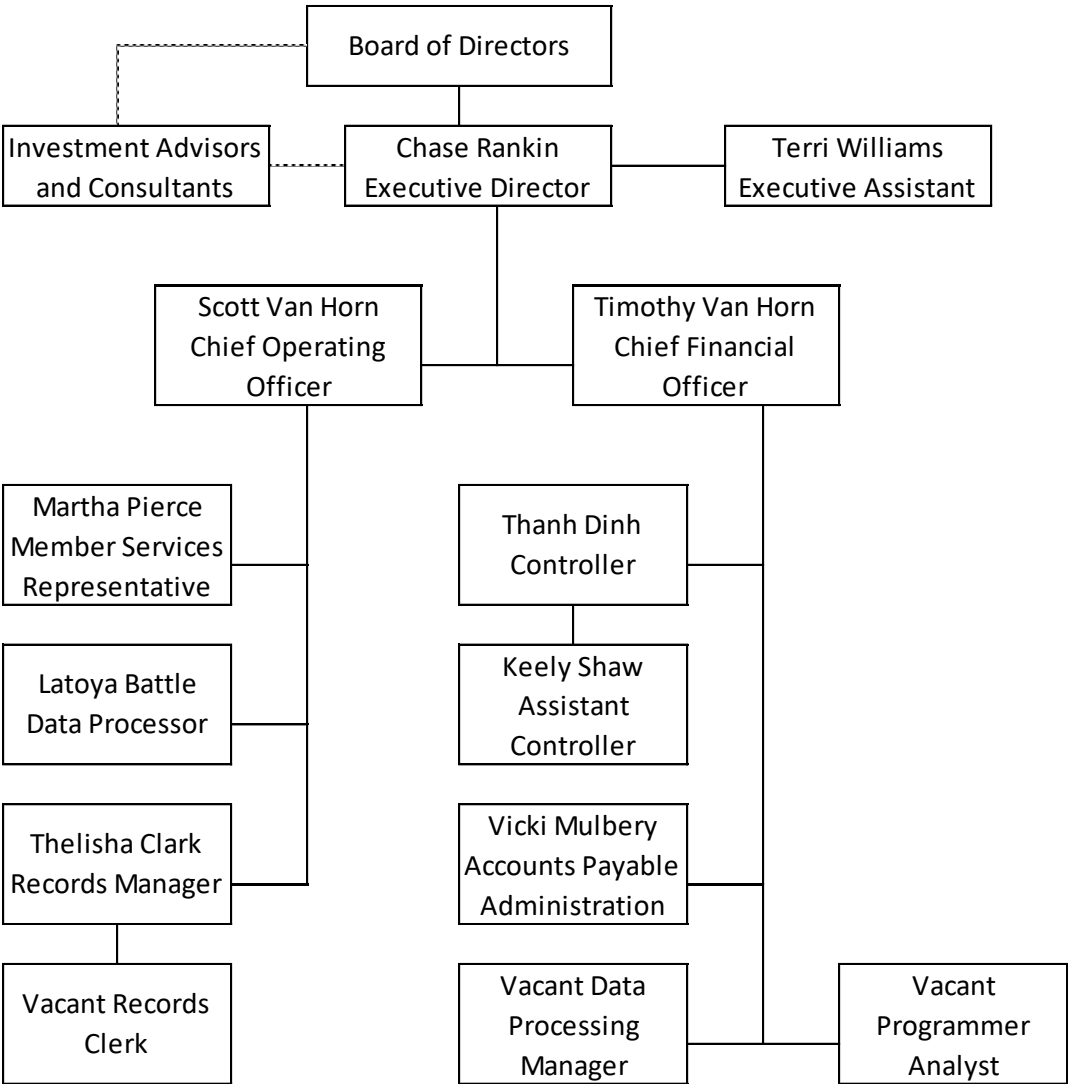 Board of Directors
Investment Advisors
and Consultants
Chase Rankin
Executive Director
Terri Williams
Executive Assistant
Scott Van Horn
Chief Operating
Officer
Timothy Van Horn
Chief Financial
Officer
Martha Pierce
Member Services
Representative
Thanh Dinh
Controller
Latoya Battle
Data Processor
Keely Shaw
Assistant
Controller
Thelisha Clark
Records Manager
Vicki Mulbery
Accounts Payable
Administration
Vacant Records
Clerk
Vacant Data
Processing
Manager
Vacant
Programmer
Analyst